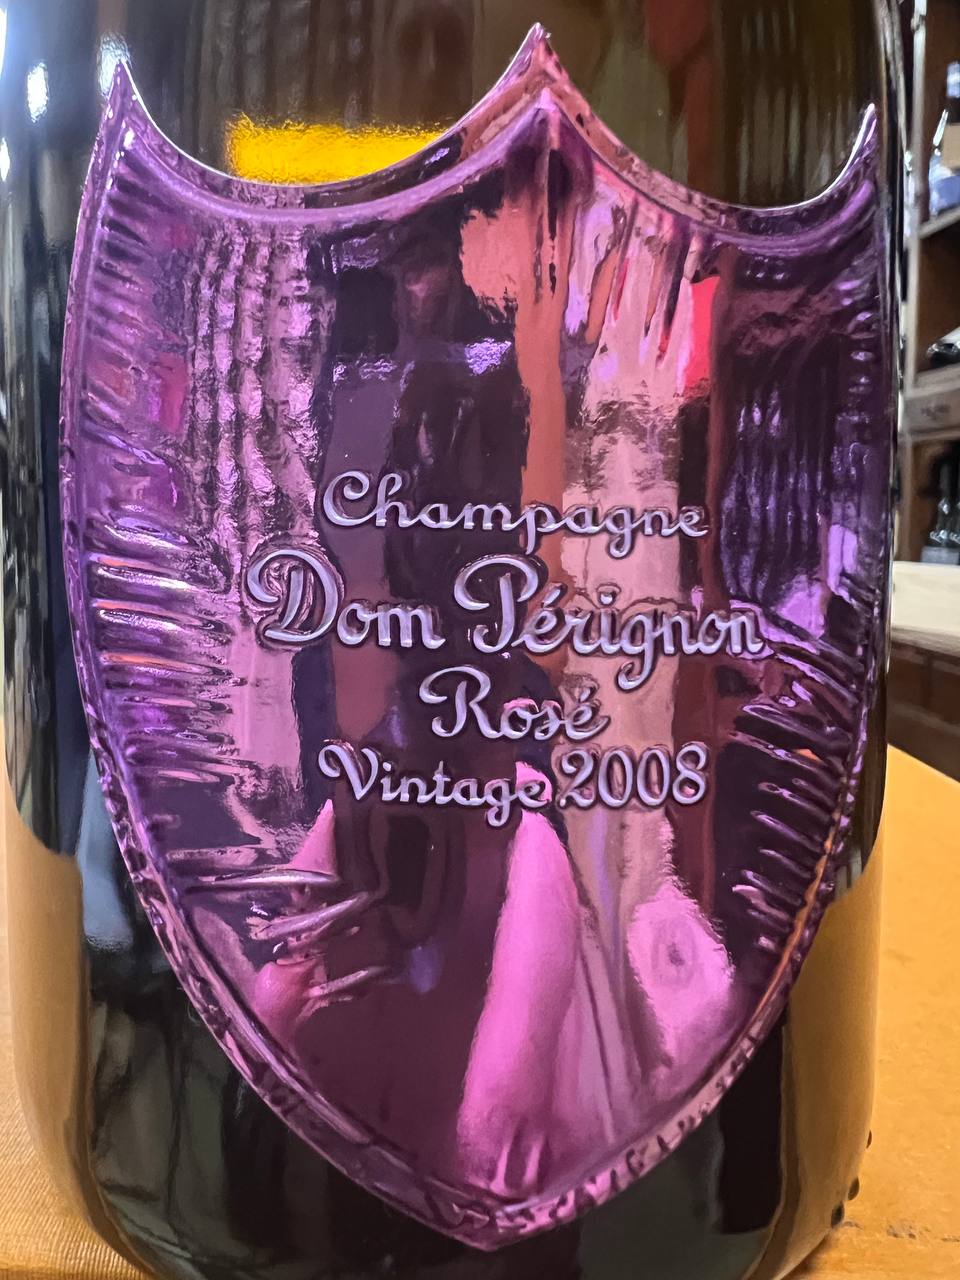 Champagne
Dom Pérignon
Rosé
Vintage 2008